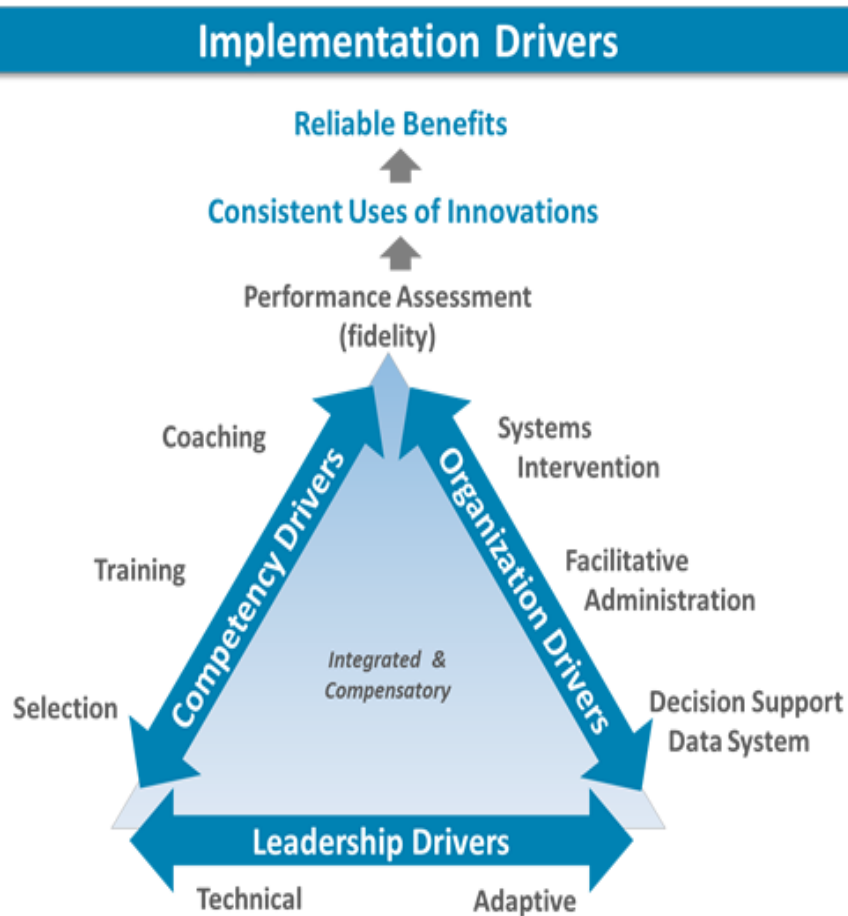 Implementation Drivers
Reliable Benefits
Consistent Uses of Innovations
Performance Assessment
(fidelity)
Coaching
Training
Selection
Competency Drivers
Integrated &
Compensatory
Organization Drivers
Systems
Intervention
Facilitative
Administration
Decision Support
Data System
Leadership Drivers
Technical
Adaptive